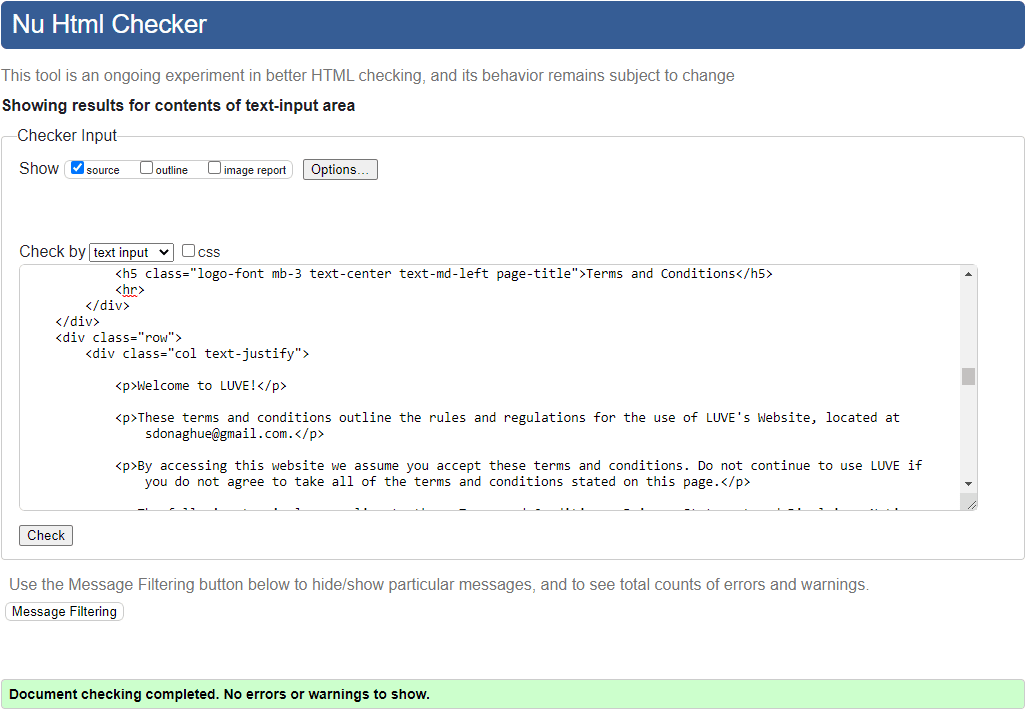 Nu Html Checker
This tool is an ongoing experiment in better HTML checking, and its behavior remains subject to change
Showing results for contents of text-input area
Checker Input
Show source outline image report Options...
Check by text input css
<h5 class="logo-font mb-3 text-center text-md-left page-title">Terms and Conditions</h5>
<hr>
</div>
</div>
<div class="row">
<div class="col text-justify">
<p>Welcome to LUVE!</p>
<p>These terms and conditions outline the rules and regulations for the use of LUVE's Website, located at
sdonaghue@gmail.com.</p>
<p>By accessing this website we assume you accept these terms and conditions. Do not continue to use LUVE if
you do not agree to take all of the terms and conditions stated on this page.</p>
Check
Use the Message Filtering button below to hide/show particular messages, and to see total counts of errors and warnings.
Message Filtering
Document checking completed. No errors or warnings to show.